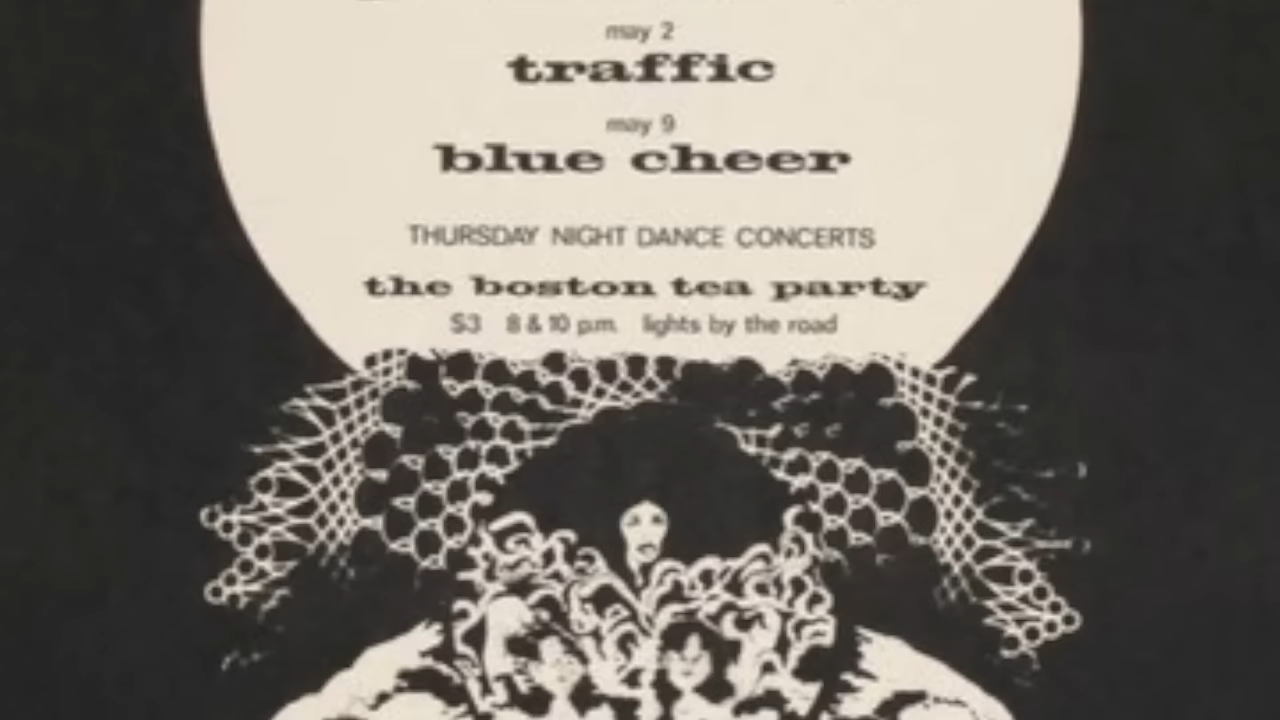 may 2
traffic
may 9
blue cheer
THURSDAY NIGHT DANCE CONCERTS
the boston tea party
$3 8 & 10 p.m. lights by the road